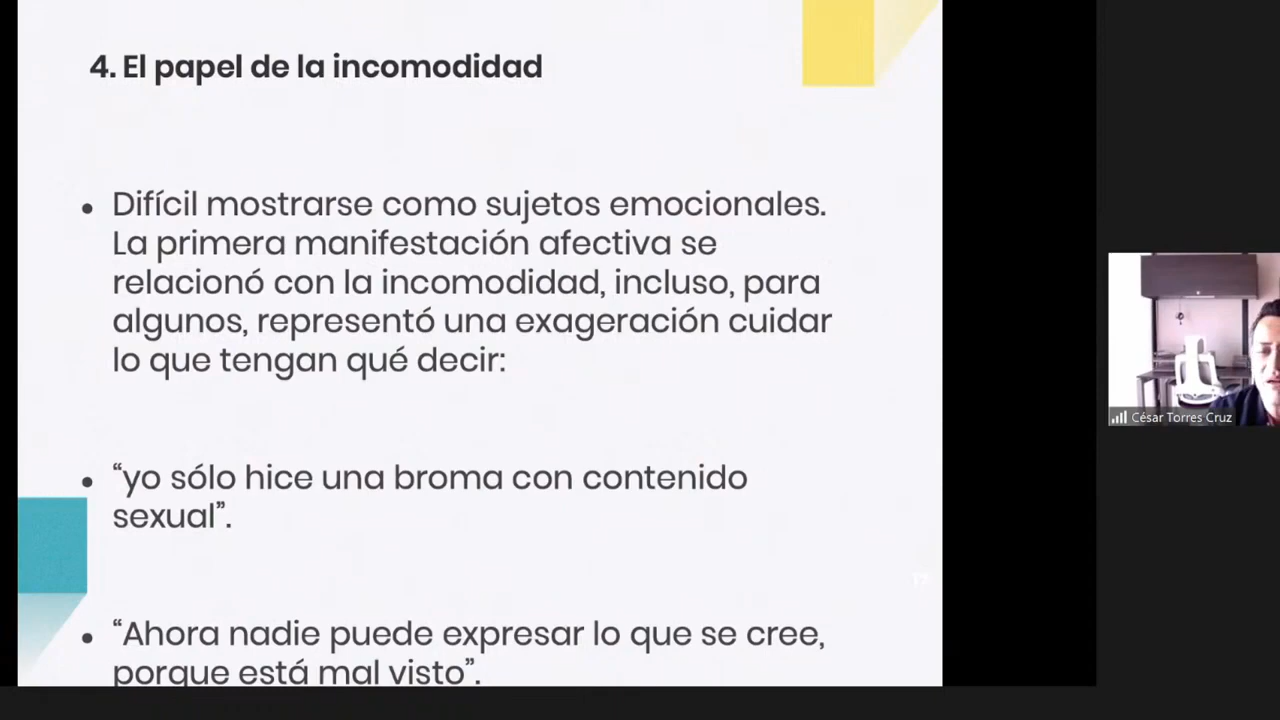 4. El papel de la incomodidad
• Difícil mostrarse como sujetos emocionales.
La primera manifestación afectiva se
relacionó con la incomodidad, incluso, para
algunos, representó una exageración cuidar
lo que tengan qué decir:
• “yo sólo hice una broma con contenido
sexual”.
• “Ahora nadie puede expresar lo que se cree,
porque está mal visto”.
César Torres Cruz